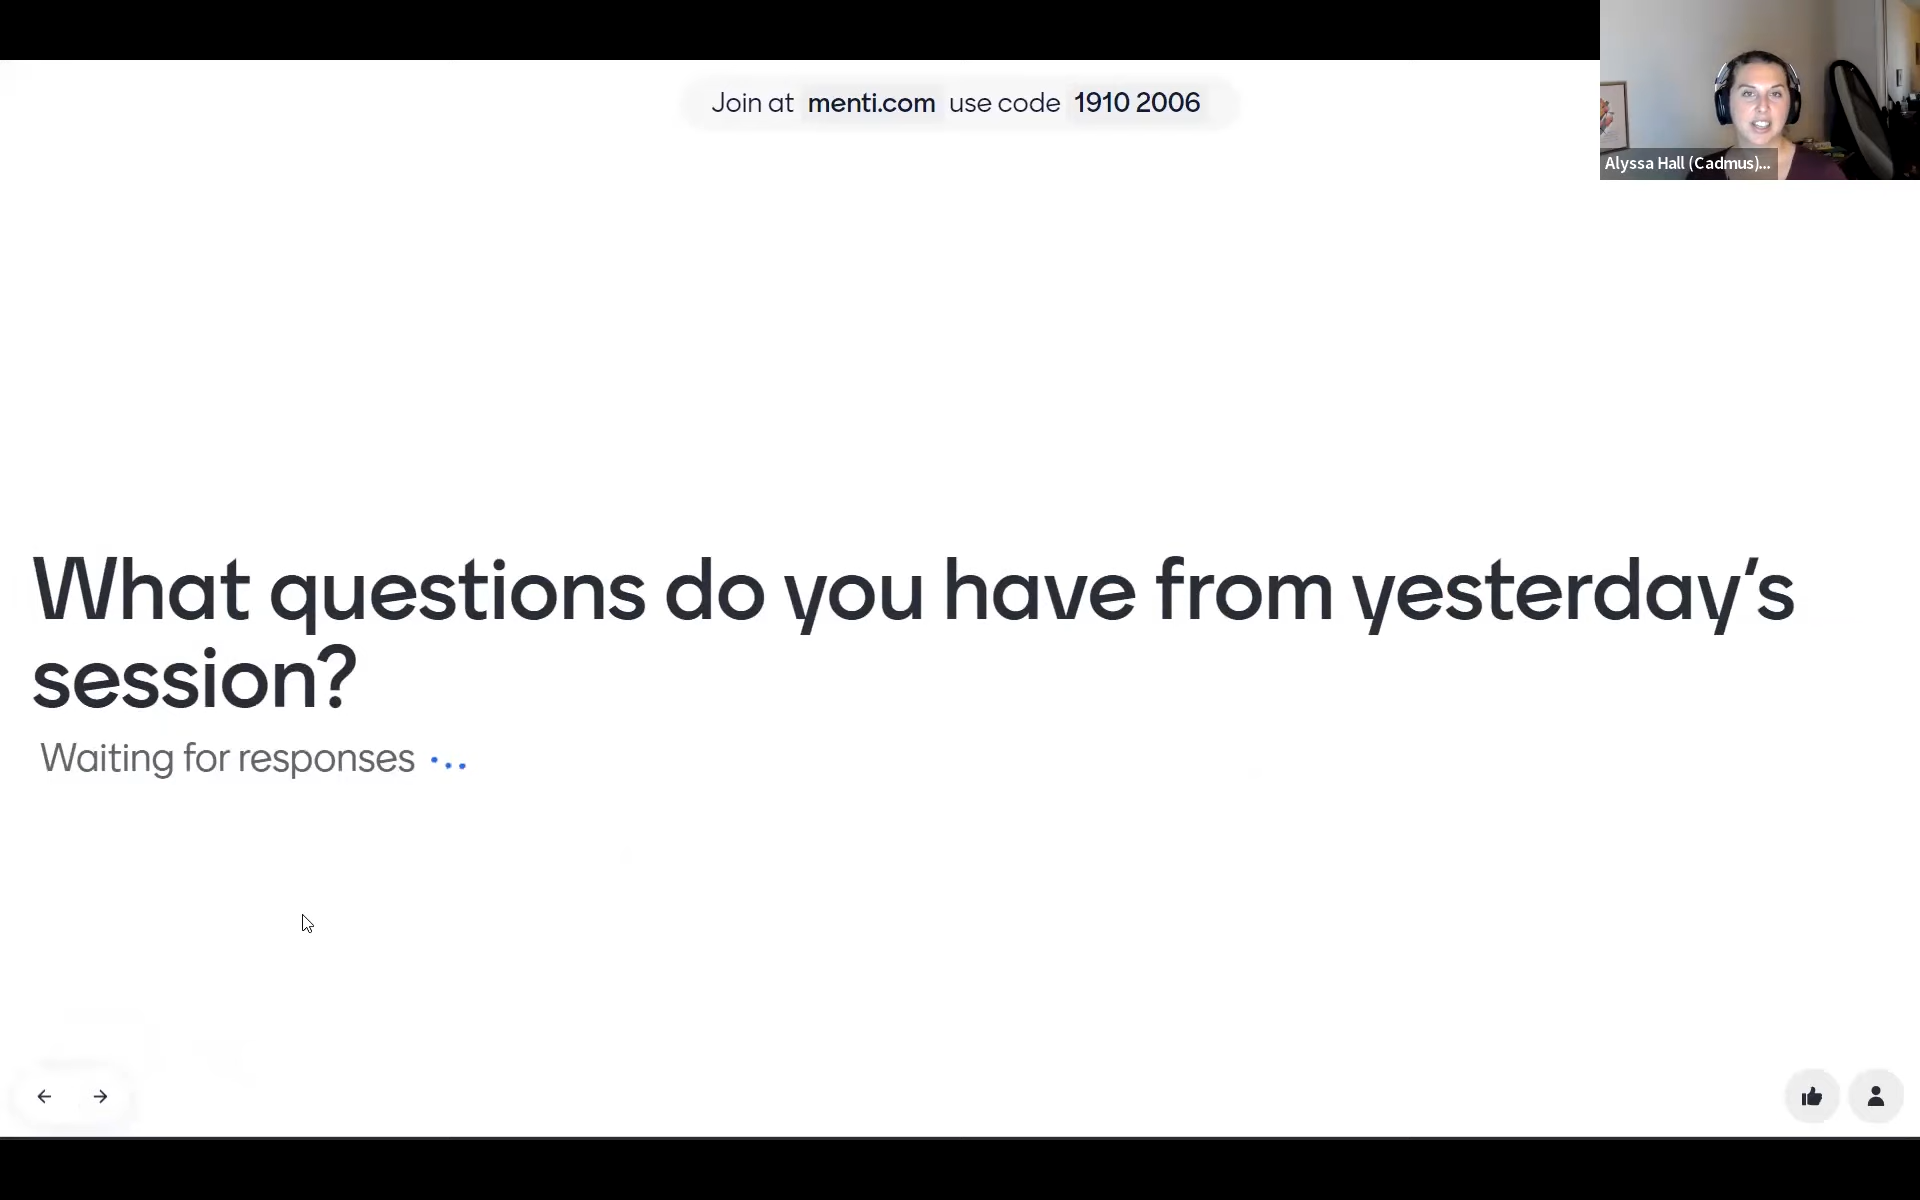 Join at menti.com use code 1910 2006
Alyssa Hall (Cadmus)...
What questions do you have from yesterday's
session?
Waiting for responses